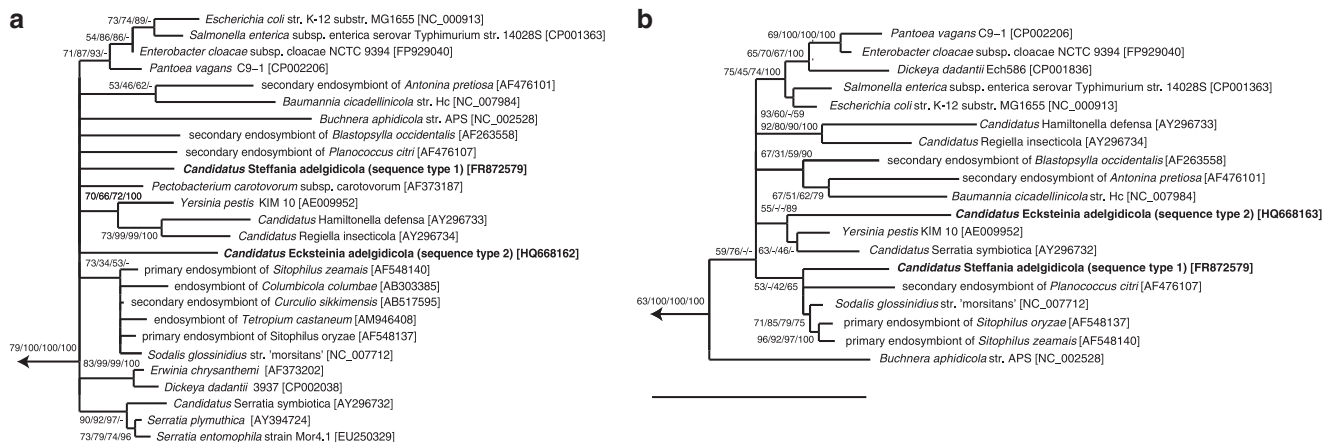 a
73/74/89/-
Escherichia coli str. K-12 substr. MG1655 [NC_000913]
54/86/86/-
Salmonella enterica subsp. enterica serovar Typhimurium str. 14028S [CP001363]
71/87/93/-
Enterobacter cloacae subsp. cloacae NCTC 9394 [FP929040]
Pantoea vagans C9-1 [CP002206]
53/46/62/-
secondary endosymbiont of Antonina pretiosa [AF476101]
Baumannia cicadellinicola str. Hc [NC_007984]
Buchnera aphidicola str. APS [NC_002528]
secondary endosymbiont of Blastopsylla occidentalis [AF263558]
secondary endosymbiont of Planococcus citri [AF476107]
Candidatus Steffania adelgidicola (sequence type 1) [FR872579]
Pectobacterium carotovorum subsp. carotovorum [AF373187]
70/66/72/100
Yersinia pestis KIM 10 [AE009952]
Candidatus Hamiltonella defensa [AY296733]
73/99/99/100
Candidatus Regiella insecticola [AY296734]
Candidatus Ecksteinia adelgidicola (sequence type 2) [HQ668162]
73/34/53/-
primary endosymbiont of Sitophilus zeamais [AF548140]
endosymbiont of Columbicola columbae [AB303385]
secondary endosymbiont of Curculio sikkimensis [AB517595]
endosymbiont of Tetropium castaneum [AM946408]
primary endosymbiont of Sitophilus oryzae [AF548137]
79/100/100/100
Sodalis glossinidius str. 'morsitans' [NC_007712]
83/99/99/100
Erwinia chrysanthemi [AF373202]
Dickeya dadantii 3937 [CP002038]
Candidatus Serratia symbiotica [AY296732]
90/92/97/-
Serratia plymuthica [AY394724]
73/79/74/96
Serratia entomophila strain Mor4.1 [EU250329]
b
69/100/100/100
Pantoea vagans C9-1 [CP002206]
65/70/67/100
Enterobacter cloacae subsp. cloacae NCTC 9394 [FP929040]
75/45/74/100
Dickeya dadantii Ech586 [CP001836]
Salmonella enterica subsp. enterica serovar Typhimurium str. 14028S [CP001363]
Escherichia coli str. K-12 substr. MG1655 [NC_000913]
93/60/-/59
92/80/90/100
Candidatus Hamiltonella defensa [AY296733]
Candidatus Regiella insecticola [AY296734]
67/31/59/90
secondary endosymbiont of Blastopsylla occidentalis [AF263558]
secondary endosymbiont of Antonina pretiosa [AF476101]
67/51/62/79
Baumannia cicadellinicola str. Hc [NC_007984]
55/-/-/89
Candidatus Ecksteinia adelgidicola (sequence type 2) [HQ668163]
Yersinia pestis KIM 10 [AE009952]
59/76/-/-
63/-/46/-
Candidatus Serratia symbiotica [AY296732]
Candidatus Steffania adelgidicola (sequence type 1) [FR872579]
53/-/42/65
secondary endosymbiont of Planococcus citri [AF476107]
63/100/100/100
Sodalis glossinidius str. 'morsitans' [NC_007712]
71/85/79/75
primary endosymbiont of Sitophilus oryzae [AF548137]
96/92/97/100
primary endosymbiont of Sitophilus zeamais [AF548140]
Buchnera aphidicola str. APS [NC_002528]